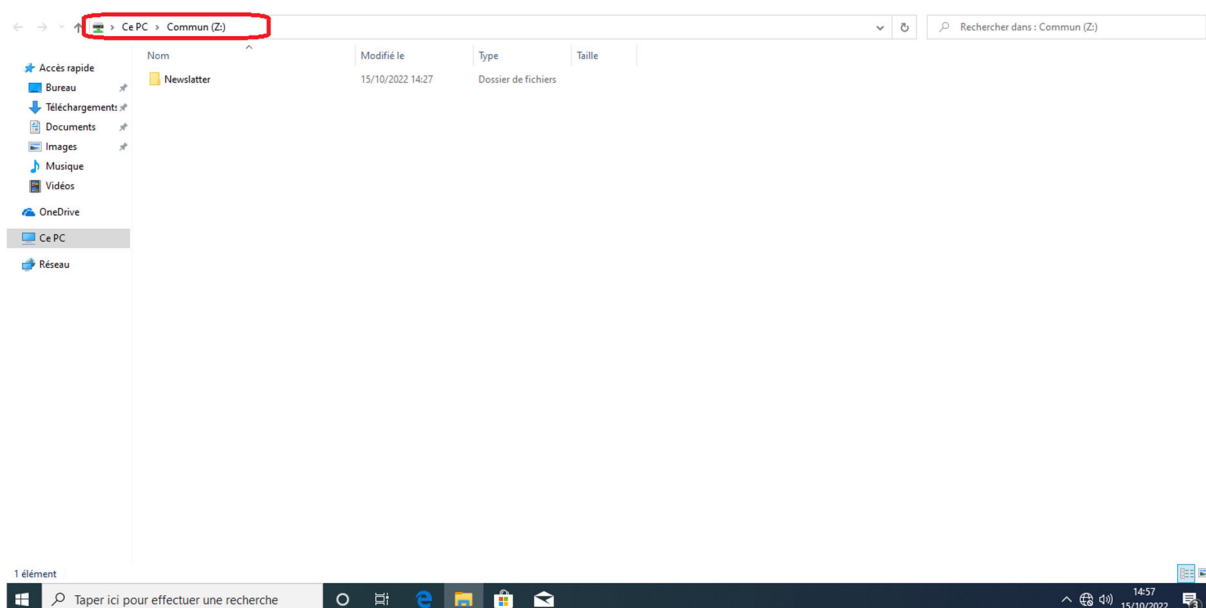 Ce PC > Commun (Z:)
Rechercher dans : Commun (Z:)
Nom Modifié le Type Taille
Newslatter 15/10/2022 14:27 Dossier de fichiers
Accès rapide
Bureau
Téléchargements
Documents
Images
Musique
Vidéos
OneDrive
Ce PC
Réseau
1 élément
Taper ici pour effectuer une recherche
14:57
15/10/2022
3